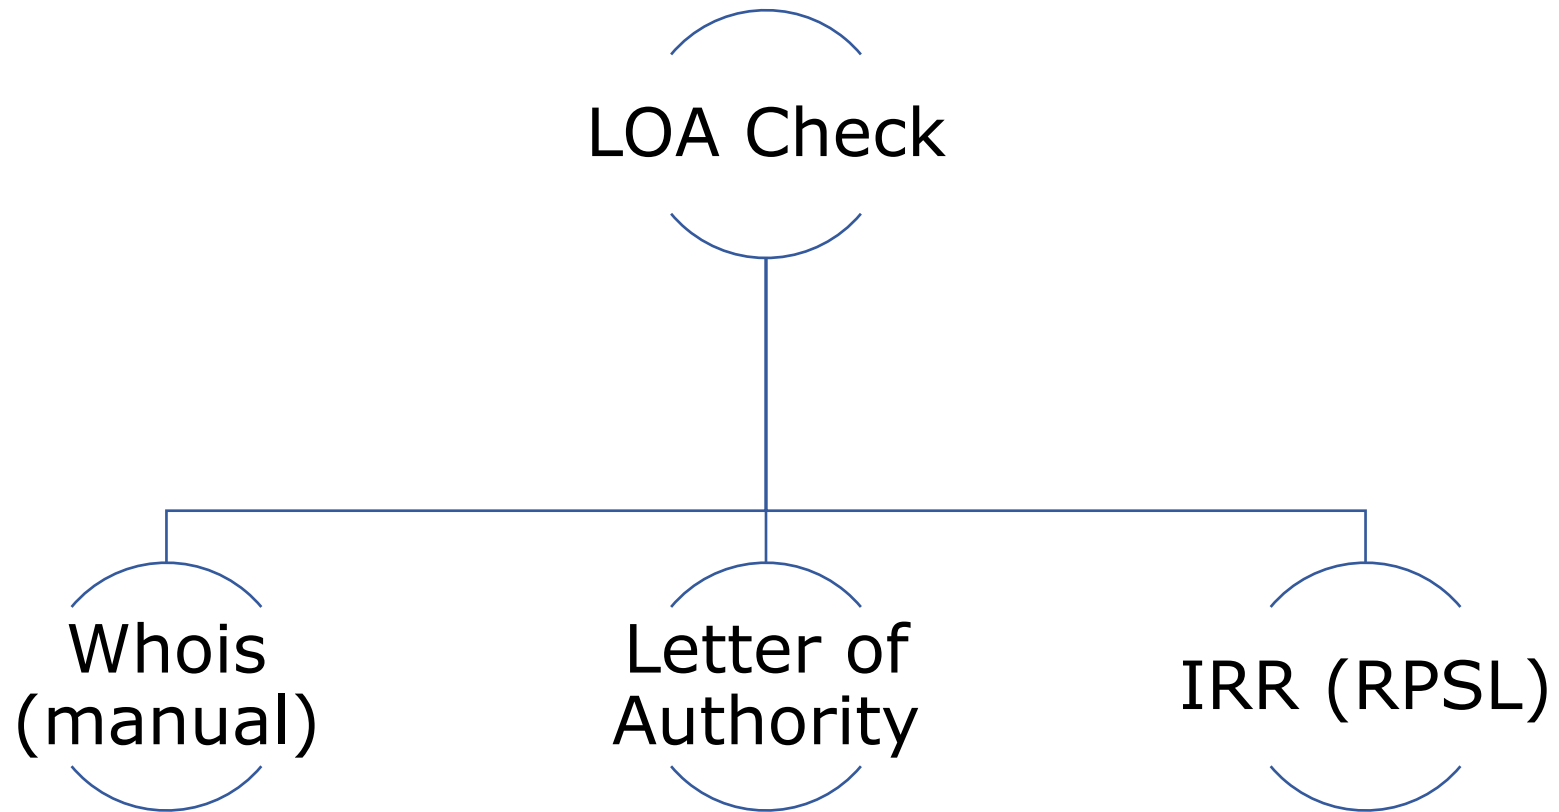 LOA Check
Whois
(manual)
Letter of
Authority
IRR (RPSL)